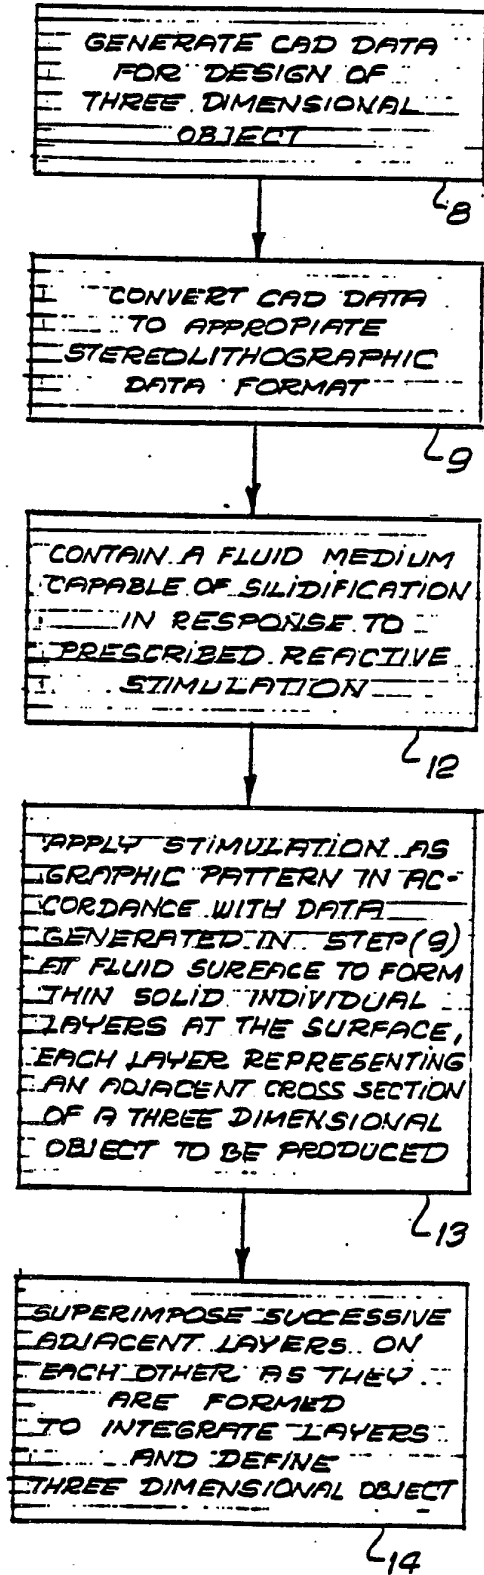 GENERATE CAD DATA
FOR DESIGN OF
THREE DIMENSIONAL
OBJECT
8
CONVERT CAD DATA
TO APPROPIATE
STEREOLITHOGRAPHIC
DATA FORMAT
9
CONTAIN A FLUID MEDIUM
CAPABLE OF SILIDIFICATION
IN RESPONSE TO
PRESCRIBED REACTIVE
STIMULATION
12
APPLY STIMULATION AS
GRAPHIC PATTERN IN AC-
CORDANCE WITH DATA
GENERATED IN STEP (9)
AT FLUID SUREACE TO FORM
THIN SOLID INDIVIDUAL
LAYERS AT THE SURFACE,
EACH LAYER REPRESENTING
AN ADJACENT CROSS SECTION
OF A THREE DIMENSIONAL
OBJECT TO BE PRODUCED
13
SUPERIMPOSE SUCCESSIVE
ADJACENT LAYERS ON
EACH OTHER AS THEY
ARE FORMED
TO INTEGRATE LAYERS
AND DEFINE
THREE DIMENSIONAL OBJECT
14